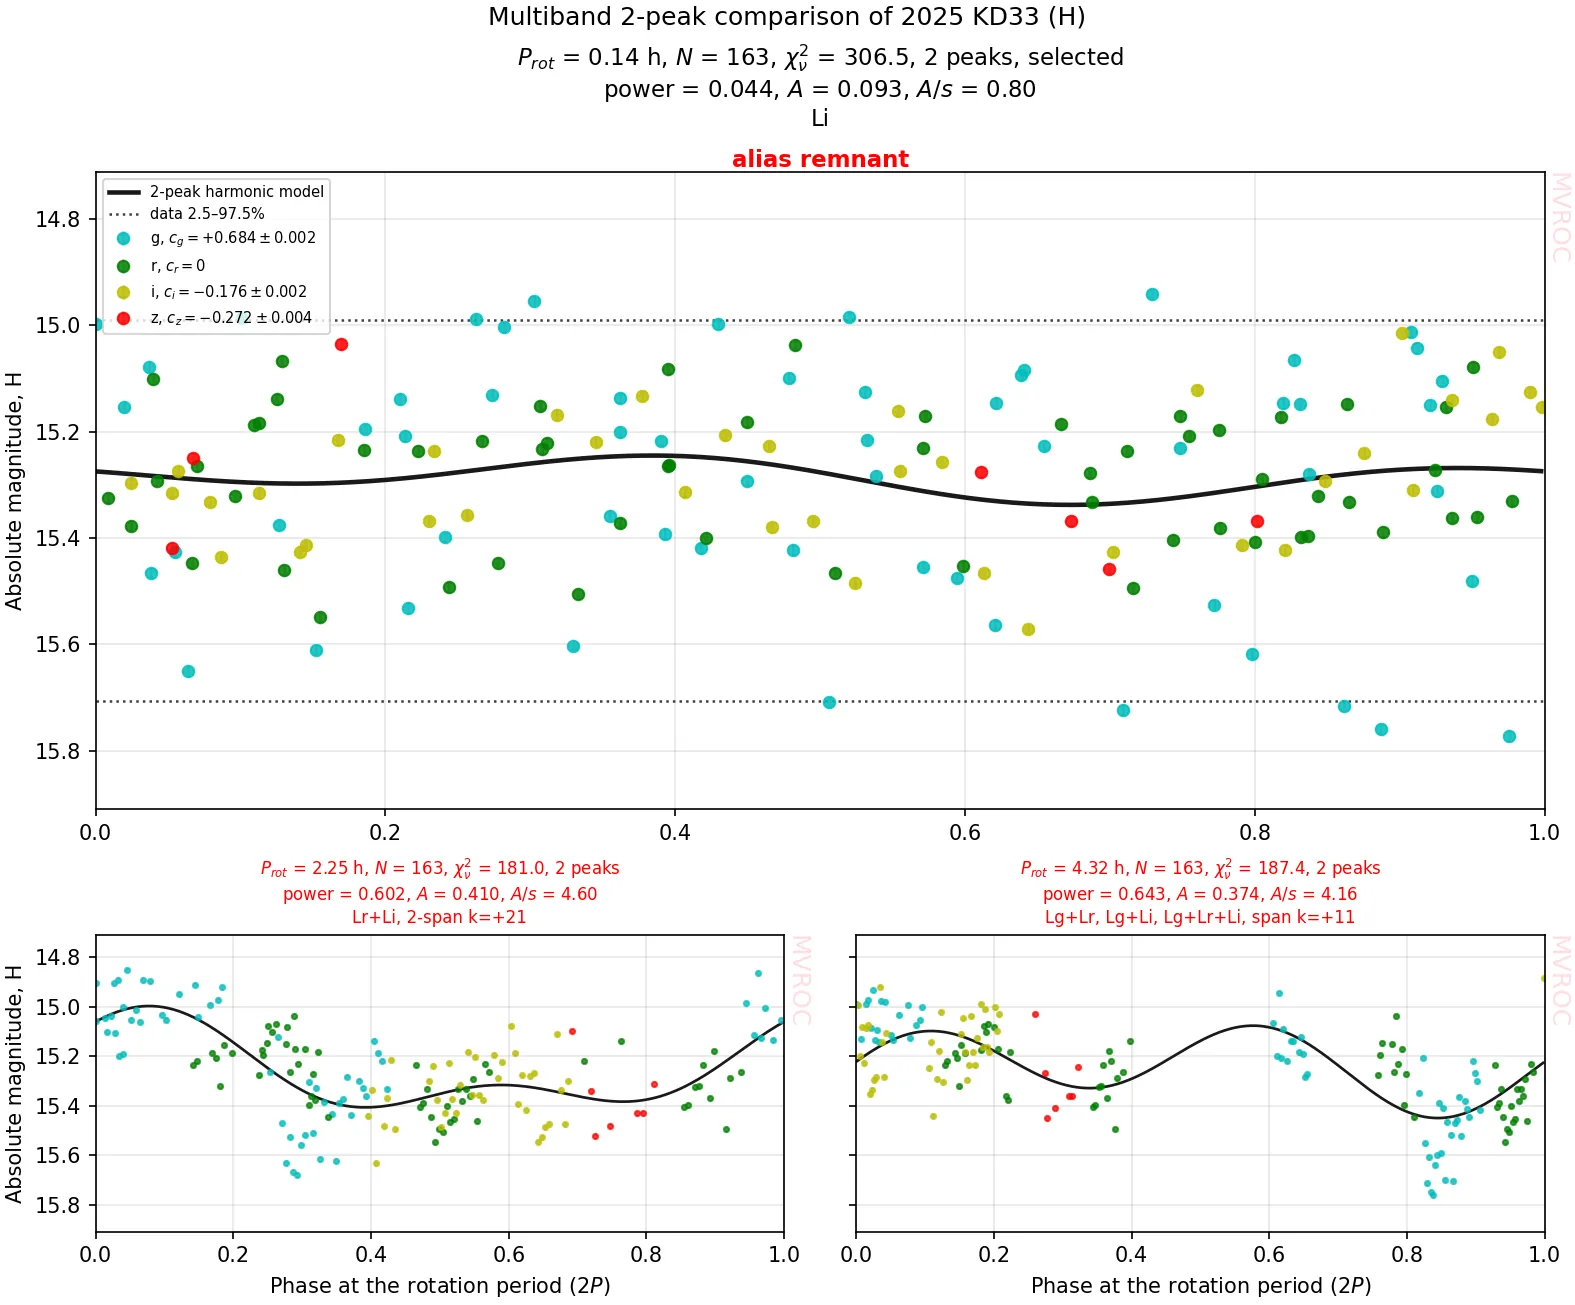 Multiband 2-peak comparison of 2025 KD33 (H)
P_rot = 0.14 h, N = 163, χ²_ν = 306.5, 2 peaks, selected
power = 0.044, A = 0.093, A/s = 0.80
Li
alias remnant
2-peak harmonic model
data 2.5–97.5%
g, c_g = +0.684 ± 0.002
r, c_r = 0
i, c_i = −0.176 ± 0.002
z, c_z = −0.272 ± 0.004
MVROC
Absolute magnitude, H
14.8
15.0
15.2
15.4
15.6
15.8
0.0 0.2 0.4 0.6 0.8 1.0
P_rot = 2.25 h, N = 163, χ²_ν = 181.0, 2 peaks
power = 0.602, A = 0.410, A/s = 4.60
Lr+Li, 2-span k=+21
MVROC
Absolute magnitude, H
14.8
15.0
15.2
15.4
15.6
15.8
0.0 0.2 0.4 0.6 0.8 1.0
Phase at the rotation period (2P)
P_rot = 4.32 h, N = 163, χ²_ν = 187.4, 2 peaks
power = 0.643, A = 0.374, A/s = 4.16
Lg+Lr, Lg+Li, Lg+Lr+Li, span k=+11
MVROC
0.0 0.2 0.4 0.6 0.8 1.0
Phase at the rotation period (2P)